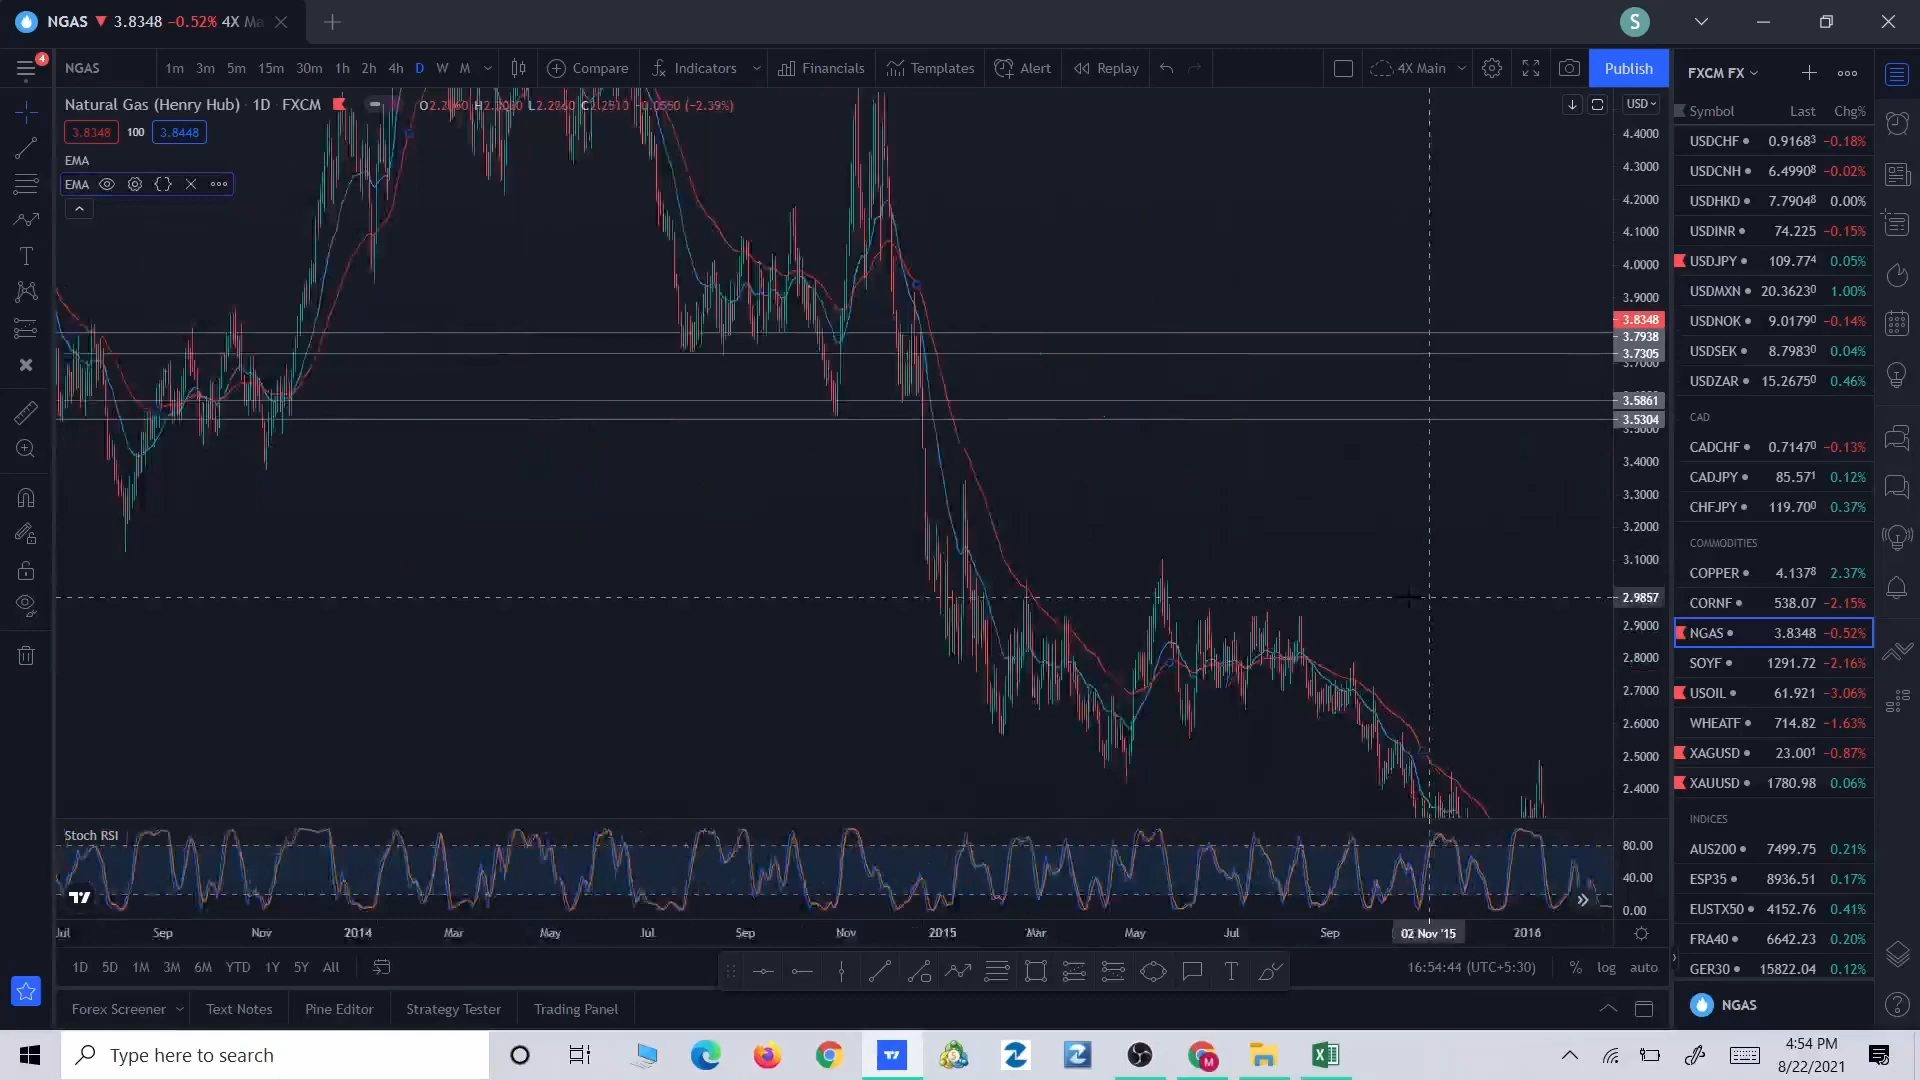 NGAS ▼ 3.8348 −0.52% 4X Ma
S
4
NGAS 1m 3m 5m 15m 30m 1h 2h 4h D W M Compare Indicators Financials Templates Alert Replay 4X Main Publish
Natural Gas (Henry Hub) · 1D · FXCM
3.8348 100 3.8448
EMA
EMA
USD
4.4000
4.3000
4.2000
4.1000
4.0000
3.9000
3.8348
3.7938
3.7305
3.5861
3.5304
3.4000
3.3000
3.2000
3.1000
2.9857
2.9000
2.8000
2.7000
2.6000
2.5000
2.4000
Stoch RSI
80.00
40.00
0.00
Jul Sep Nov 2014 Mar May Jul Sep Nov 2015 Mar May Jul Sep 02 Nov '15 2016
1D 5D 1M 3M 6M YTD 1Y 5Y All
16:54:44 (UTC+5:30) % log auto
Forex Screener Text Notes Pine Editor Strategy Tester Trading Panel
FXCM FX
Symbol Last Chg%
USDCHF 0.91683 −0.18%
USDCNH 6.49908 −0.02%
USDHKD 7.79048 0.00%
USDINR 74.225 −0.15%
USDJPY 109.774 0.05%
USDMXN 20.36230 1.00%
USDNOK 9.01790 −0.14%
USDSEK 8.79830 0.04%
USDZAR 15.26750 0.46%
CAD
CADCHF 0.71470 −0.13%
CADJPY 85.571 0.12%
CHFJPY 119.700 0.37%
COMMODITIES
COPPER 4.1378 2.37%
CORNF 538.07 −2.15%
NGAS 3.8348 −0.52%
SOYF 1291.72 −2.16%
USOIL 61.921 −3.06%
WHEATF 714.82 −1.63%
XAGUSD 23.001 −0.87%
XAUUSD 1780.98 0.06%
INDICES
AUS200 7499.75 0.21%
ESP35 8936.51 0.17%
EUSTX50 4152.76 0.41%
FRA40 6642.23 0.20%
GER30 15822.04 0.12%
NGAS
Type here to search
4:54 PM
8/22/2021